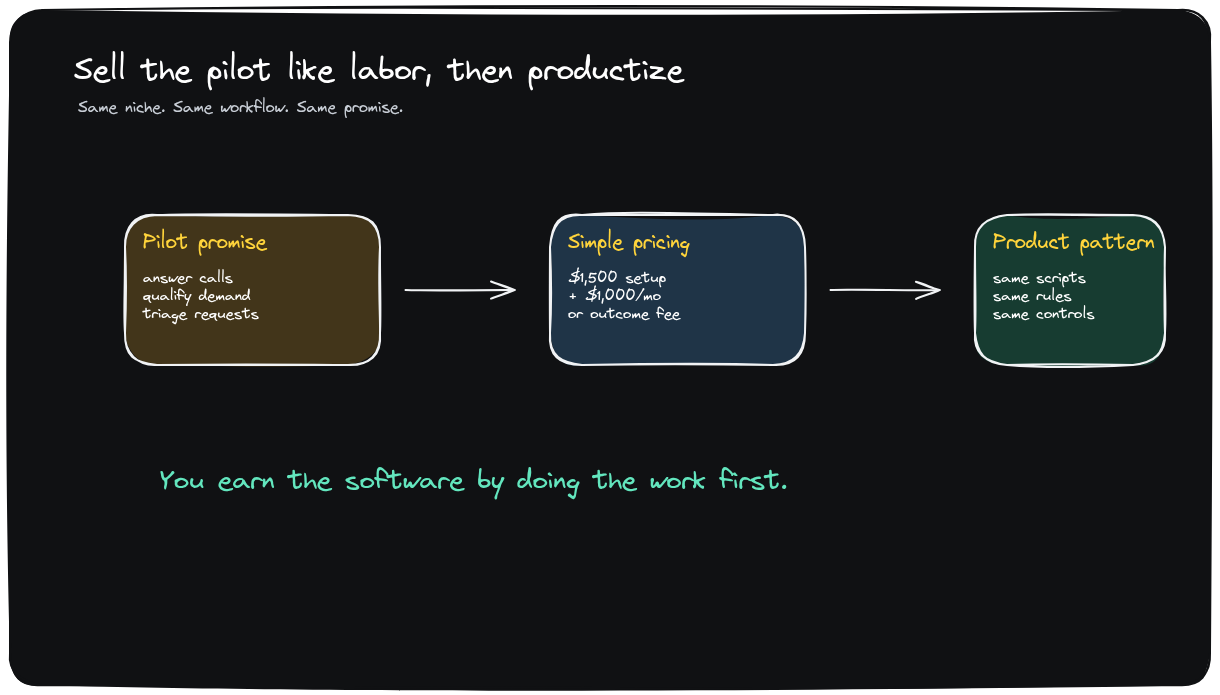 Sell the pilot like labor, then productize
Same niche. Same workflow. Same promise.
Pilot promise
answer calls
qualify demand
triage requests
Simple pricing
$1,500 setup
+ $1,000/mo
or outcome fee
Product pattern
same scripts
same rules
same controls
You earn the software by doing the work first.